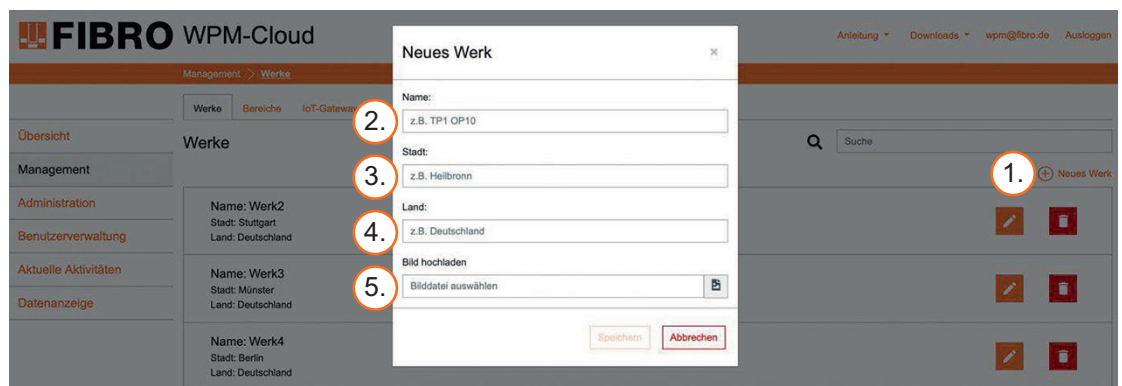 FIBRO WPM-Cloud
Anleitung Downloads wpm@fibro.de Ausloggen
Management > Werke
Werke Bereiche IoT-Gateway
Werke
Suche
1. Neues Werk
Übersicht
Management
Administration
Benutzerverwaltung
Aktuelle Aktivitäten
Datenanzeige
Name: Werk2
Stadt: Stuttgart
Land: Deutschland
Name: Werk3
Stadt: Münster
Land: Deutschland
Name: Werk4
Stadt: Berlin
Land: Deutschland
Neues Werk ×
Name:
2. z.B. TP1 OP10
Stadt:
3. z.B. Heilbronn
Land:
4. z.B. Deutschland
Bild hochladen
5. Bilddatei auswählen
Speichern Abbrechen